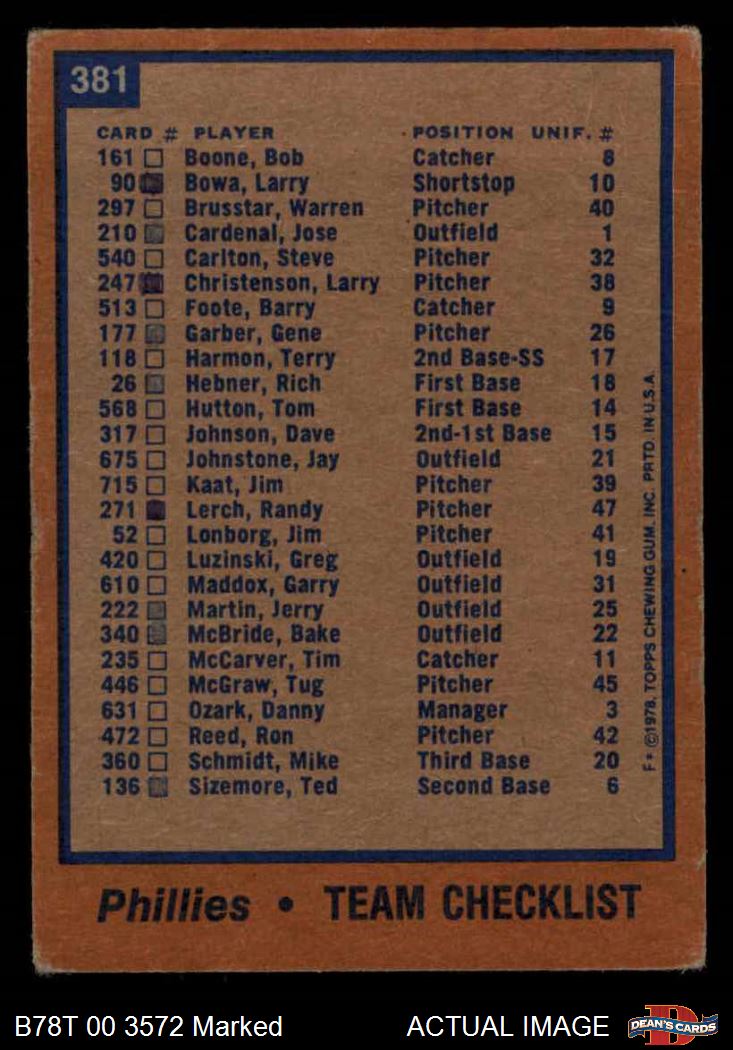 381
CARD # PLAYER POSITION UNIF. #
161 Boone, Bob Catcher 8
90 Bowa, Larry Shortstop 10
297 Brusstar, Warren Pitcher 40
210 Cardenal, Jose Outfield 1
540 Carlton, Steve Pitcher 32
247 Christenson, Larry Pitcher 38
513 Foote, Barry Catcher 9
177 Garber, Gene Pitcher 26
118 Harmon, Terry 2nd Base-SS 17
26 Hebner, Rich First Base 18
568 Hutton, Tom First Base 14
317 Johnson, Dave 2nd-1st Base 15
675 Johnstone, Jay Outfield 21
715 Kaat, Jim Pitcher 39
271 Lerch, Randy Pitcher 47
52 Lonborg, Jim Pitcher 41
420 Luzinski, Greg Outfield 19
610 Maddox, Garry Outfield 31
222 Martin, Jerry Outfield 25
340 McBride, Bake Outfield 22
235 McCarver, Tim Catcher 11
446 McGraw, Tug Pitcher 45
631 Ozark, Danny Manager 3
472 Reed, Ron Pitcher 42
360 Schmidt, Mike Third Base 20
136 Sizemore, Ted Second Base 6
F* ©1978, TOPPS CHEWING GUM, INC. PRTD. IN U.S.A.
Phillies • TEAM CHECKLIST
B78T 00 3572 Marked ACTUAL IMAGE
D
DEAN'S CARDS